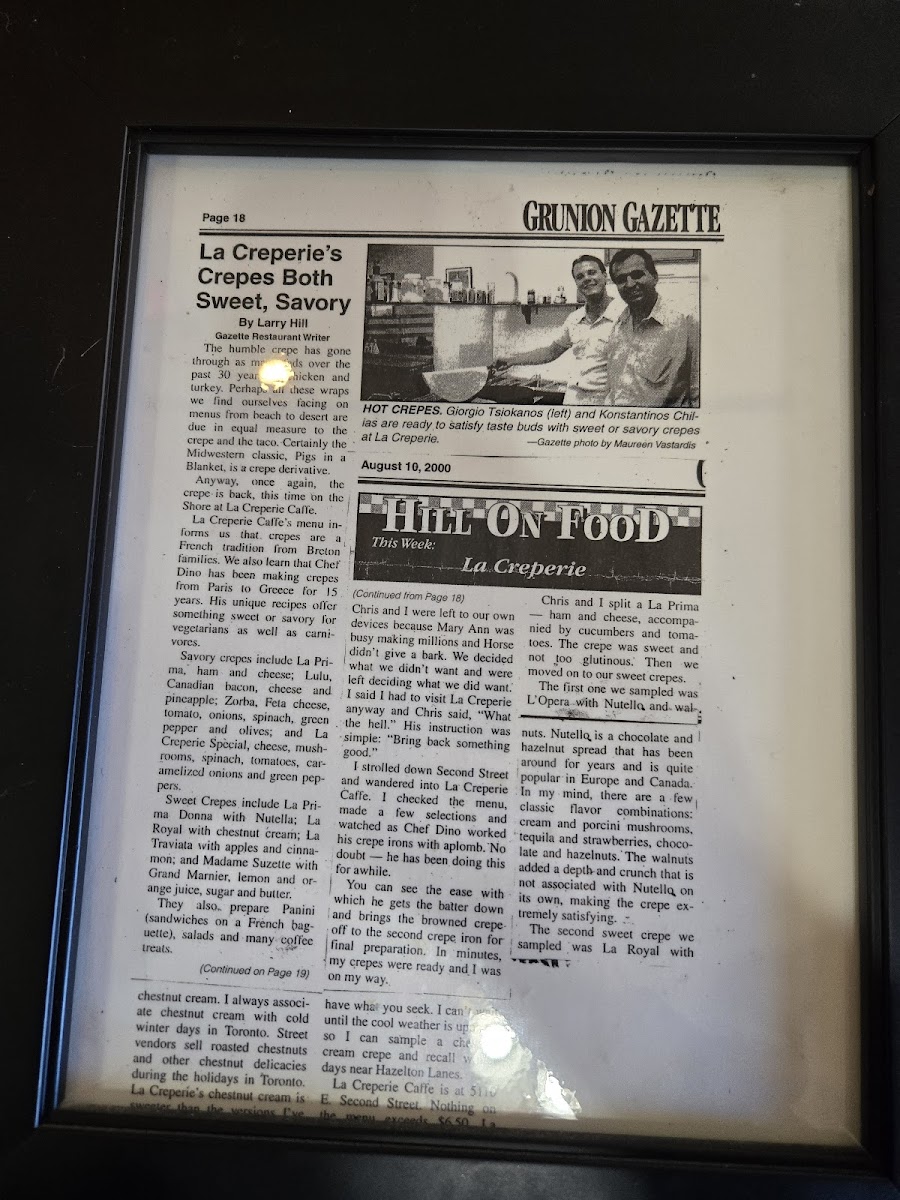 Page 18
GRUNION GAZETTE
La Creperie's
Crepes Both
Sweet, Savory
By Larry Hill
Gazette Restaurant Writer
The humble crepe has gone
through as over the
past 30 chicken and
turkey. Perhaps all these wraps
we find ourselves facing on
menus from beach to desert are
due in equal measure to the
crepe and the taco. Certainly the
Midwestern classic, Pigs in a
Blanket, is a crepe derivative.
Anyway, once again, the
crepe is back, this time on the
Shore at La Creperie Caffe.
La Creperie Caffe's menu in-
forms us that crepes are a
French tradition from Breton
families. We also learn that Chef
Dino has been making crepes
from Paris to Greece for 15
years. His unique recipes offer
something sweet or savory for
vegetarians as well as carni-
vores.
Savory crepes include La Pri-
ma, ham and cheese; Lulu,
Canadian bacon, cheese and
pineapple; Zorba, Feta cheese,
tomato, onions, spinach, green
pepper and olives; and La
Creperie Special, cheese, mush-
rooms, spinach, tomatoes, car-
amelized onions and green pep-
pers.
Sweet Crepes include La Pri-
ma Donna with Nutella; La
Royal with chestnut cream; La
Traviata with apples and cinna-
mon; and Madame Suzette with
Grand Marnier, lemon and or-
ange juice, sugar and butter.
They also prepare Panini
(sandwiches on a French bag-
uette), salads and many coffee
treats.
(Continued on Page 19)
HOT CREPES. Giorgio Tsiokanos (left) and Konstantinos Chil-
ias are ready to satisfy taste buds with sweet or savory crepes
at La Creperie.
—Gazette photo by Maureen Vastardis
August 10, 2000
HILL ON FOOD
This Week:
La Creperie
(Continued from Page 18)
Chris and I were left to our own
devices because Mary Ann was
busy making millions and Horse
didn't give a bark. We decided
what we didn't want and were
left deciding what we did want.
I said I had to visit La Creperie
anyway and Chris said, "What
the hell." His instruction was
simple: "Bring back something
good."
I strolled down Second Street
and wandered into La Creperie
Caffe. I checked the menu,
made a few selections and
watched as Chef Dino worked
his crepe irons with aplomb. No
doubt — he has been doing this
for awhile.
You can see the ease with
which he gets the batter down
and brings the browned crepe
off to the second crepe iron for
final preparation. In minutes,
my crepes were ready and I was
on my way.
Chris and I split a La Prima
— ham and cheese, accompa-
nied by cucumbers and toma-
toes. The crepe was sweet and
not too glutinous. Then we
moved on to our sweet crepes.
The first one we sampled was
L'Opera with Nutella and wal-
nuts. Nutella is a chocolate and
hazelnut spread that has been
around for years and is quite
popular in Europe and Canada.
In my mind, there are a few
classic flavor combinations:
cream and porcini mushrooms,
tequila and strawberries, choco-
late and hazelnuts. The walnuts
added a depth and crunch that is
not associated with Nutella on
its own, making the crepe ex-
tremely satisfying.
The second sweet crepe we
sampled was La Royal with
chestnut cream. I always associ-
ate chestnut cream with cold
winter days in Toronto. Street
vendors sell roasted chestnuts
and other chestnut delicacies
during the holidays in Toronto.
La Creperie's chestnut cream is
sweeter than the versions I've
have what you seek. I can't
until the cool weather is
so I can sample a
cream crepe and recall
days near Hazelton Lanes.
La Creperie Caffe is at 5110
E. Second Street. Nothing on
the menu exceeds $6.50. La